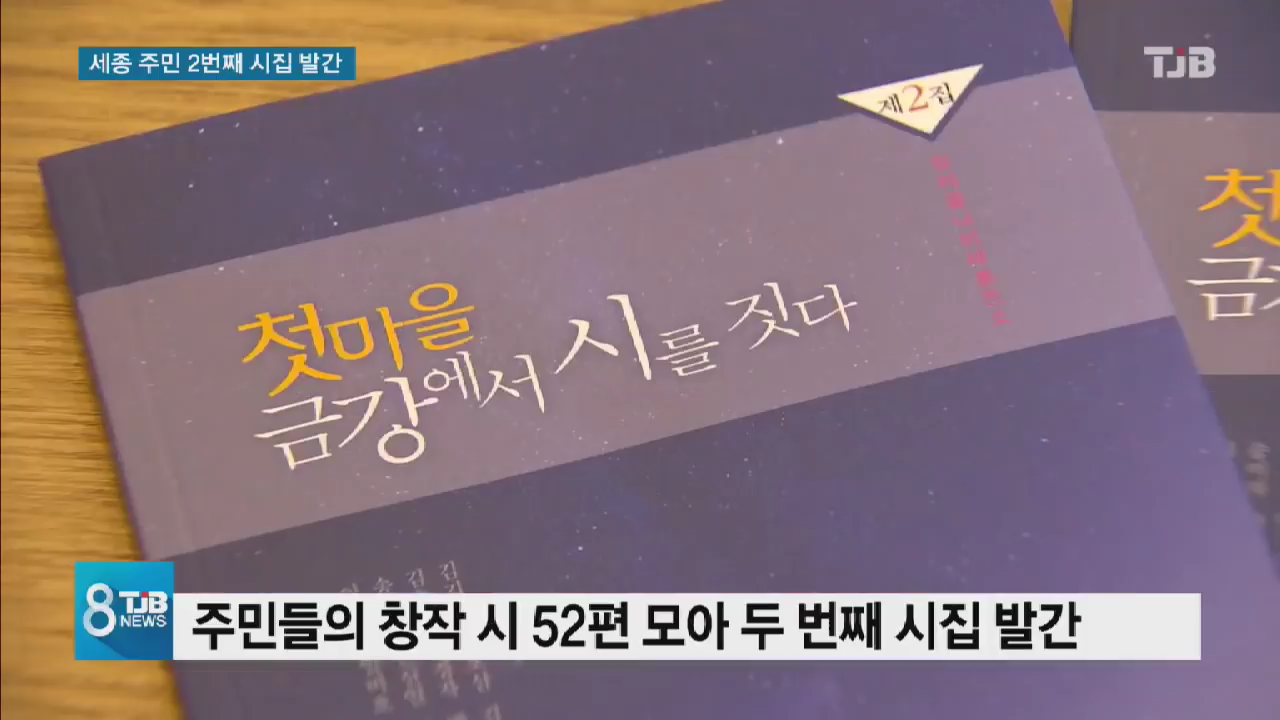 세종 주민 2번째 시집 발간
TJB
제2집
첫마을
금강에서 시를 짓다
첫
금
8 TJB
NEWS
주민들의 창작 시 52편 모아 두 번째 시집 발간